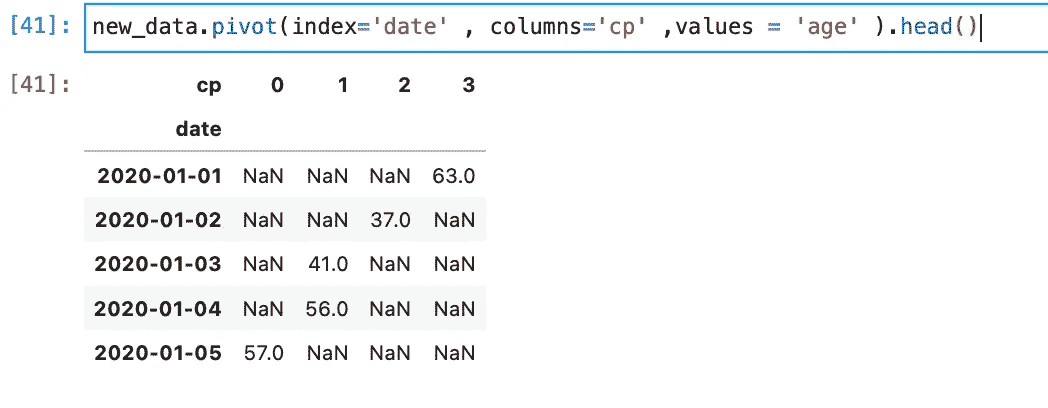 [41]: new_data.pivot(index='date' , columns='cp' ,values = 'age' ).head()
[41]:
cp 0 1 2 3
date
2020-01-01 NaN NaN NaN 63.0
2020-01-02 NaN NaN 37.0 NaN
2020-01-03 NaN 41.0 NaN NaN
2020-01-04 NaN 56.0 NaN NaN
2020-01-05 57.0 NaN NaN NaN